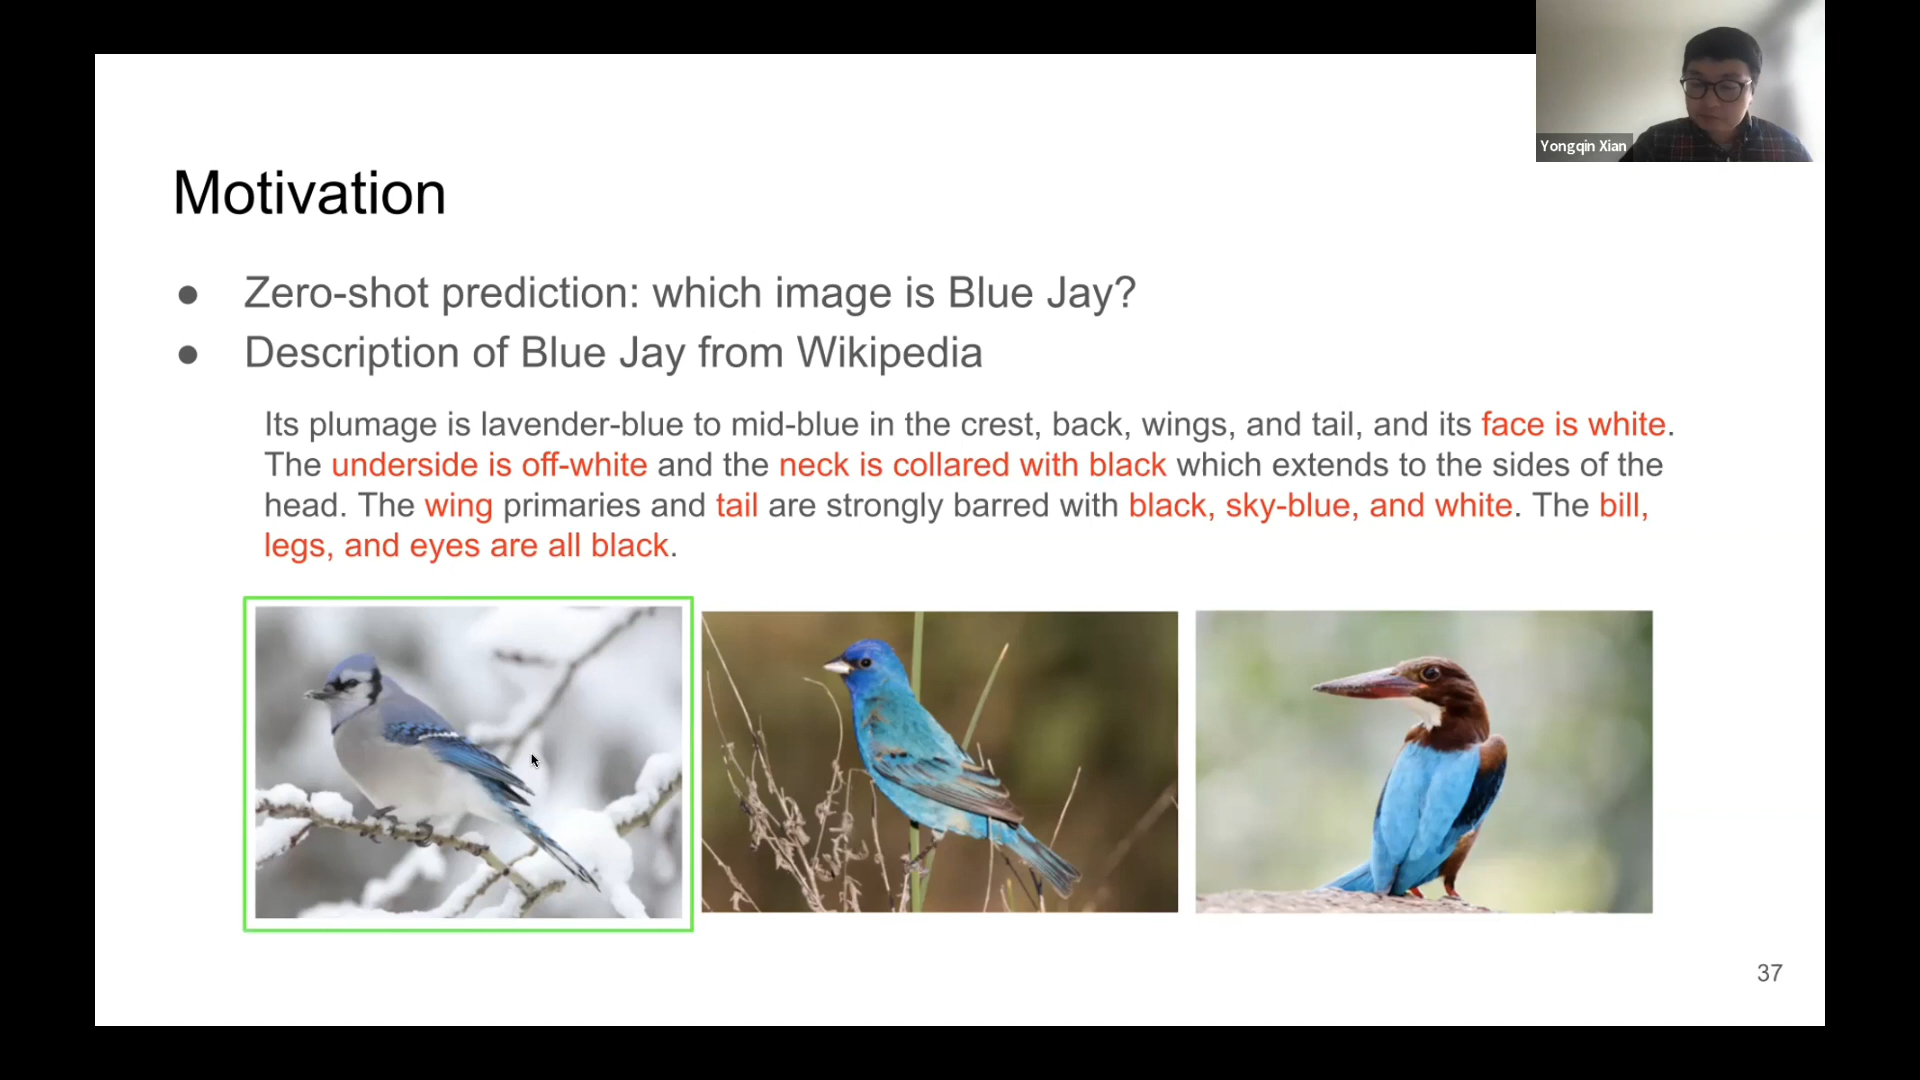 Yongqin Xian
Motivation
● Zero-shot prediction: which image is Blue Jay?
● Description of Blue Jay from Wikipedia
Its plumage is lavender-blue to mid-blue in the crest, back, wings, and tail, and its face is white.
The underside is off-white and the neck is collared with black which extends to the sides of the
head. The wing primaries and tail are strongly barred with black, sky-blue, and white. The bill,
legs, and eyes are all black.
37